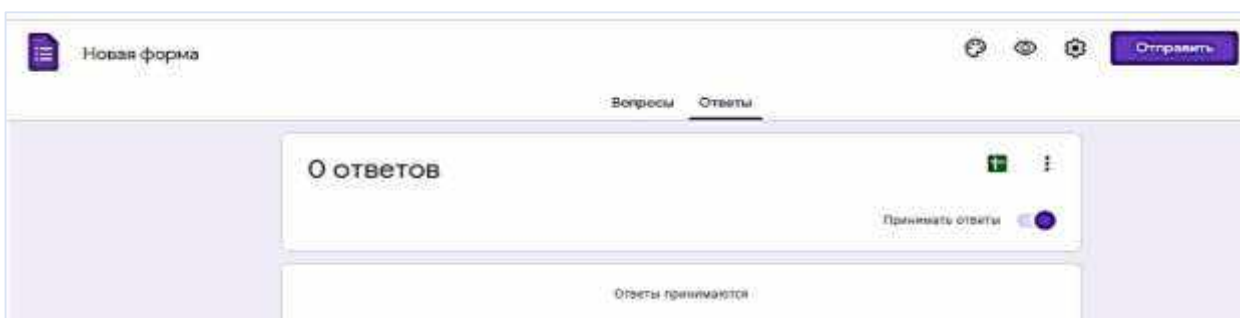 Новая форма
Отправить
Вопросы Ответы
0 ответов
Принимать ответы
Ответы принимаются